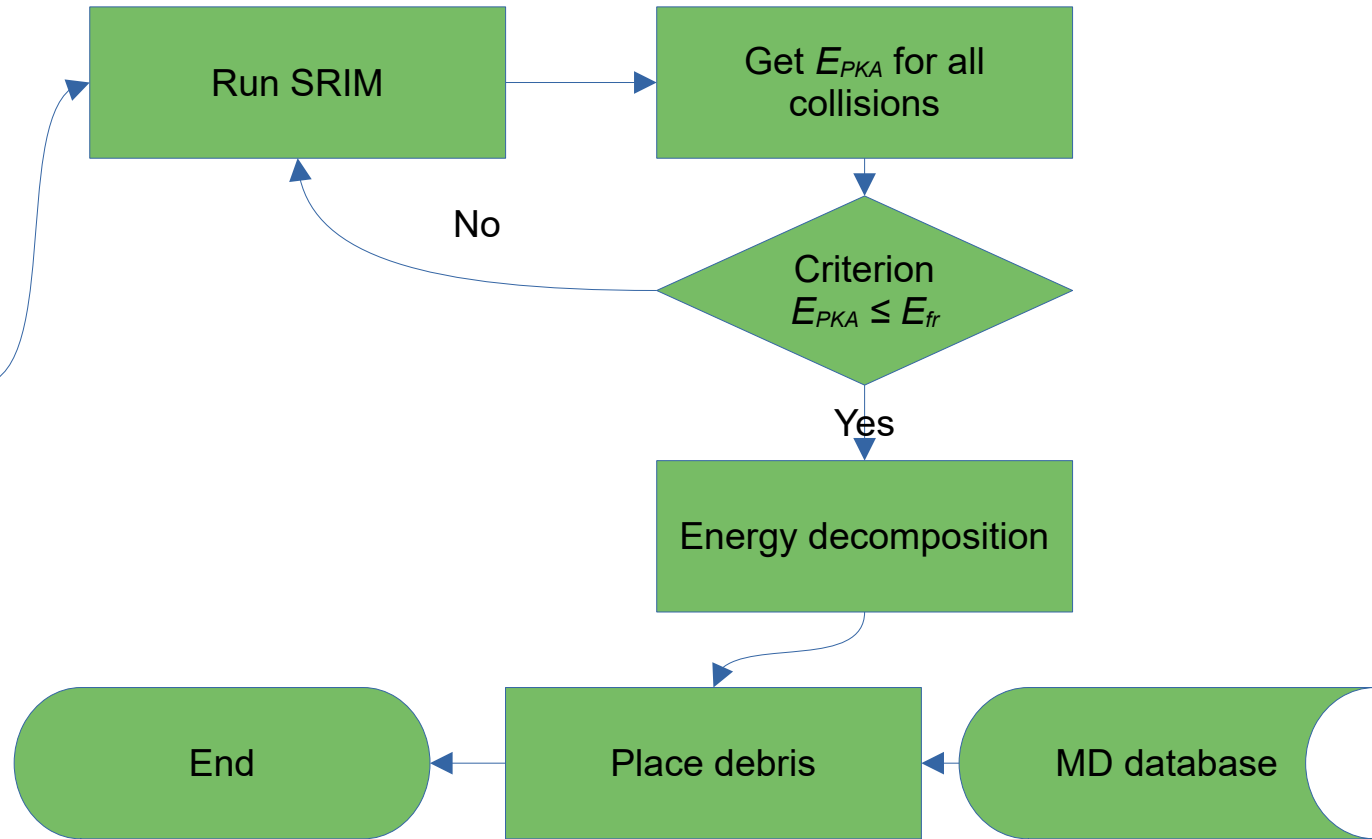 Run SRIM
Get EPKA for all
collisions
No
Criterion
EPKA ≤ Efr
Yes
Energy decomposition
End
Place debris
MD database